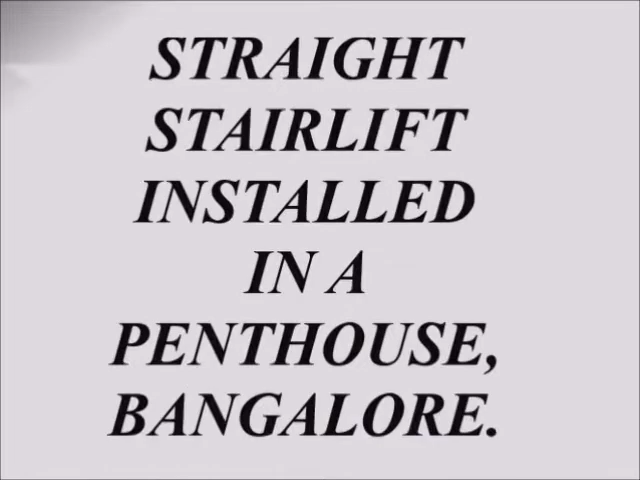 STRAIGHT
STAIRLIFT
INSTALLED
IN A
PENTHOUSE,
BANGALORE.